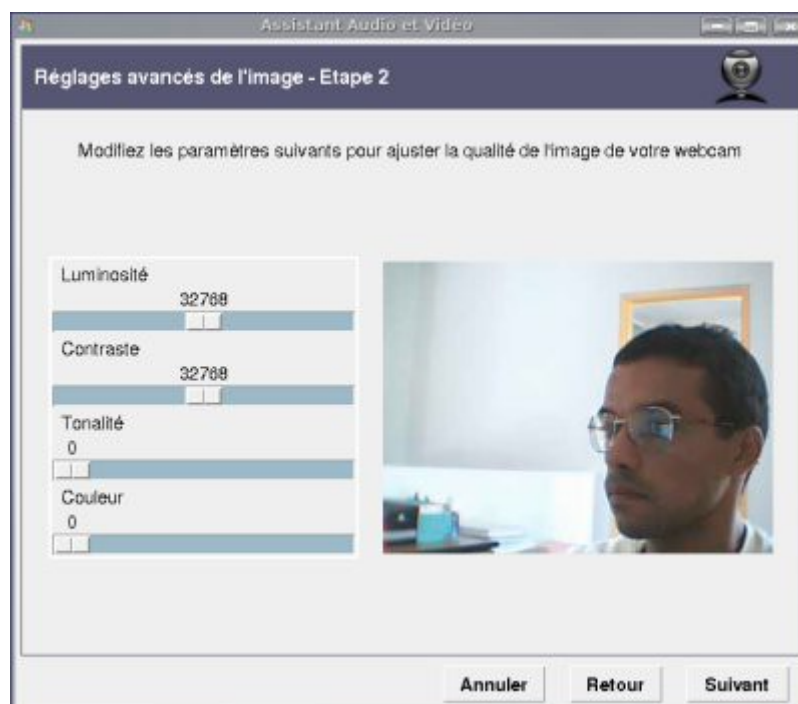 Assistant Audio et Vidéo
Réglages avancés de l'image - Etape 2
Modifiez les paramètres suivants pour ajuster la qualité de l'image de votre webcam
Luminosité
32768
Contraste
32768
Tonalité
0
Couleur
0
Annuler
Retour
Suivant